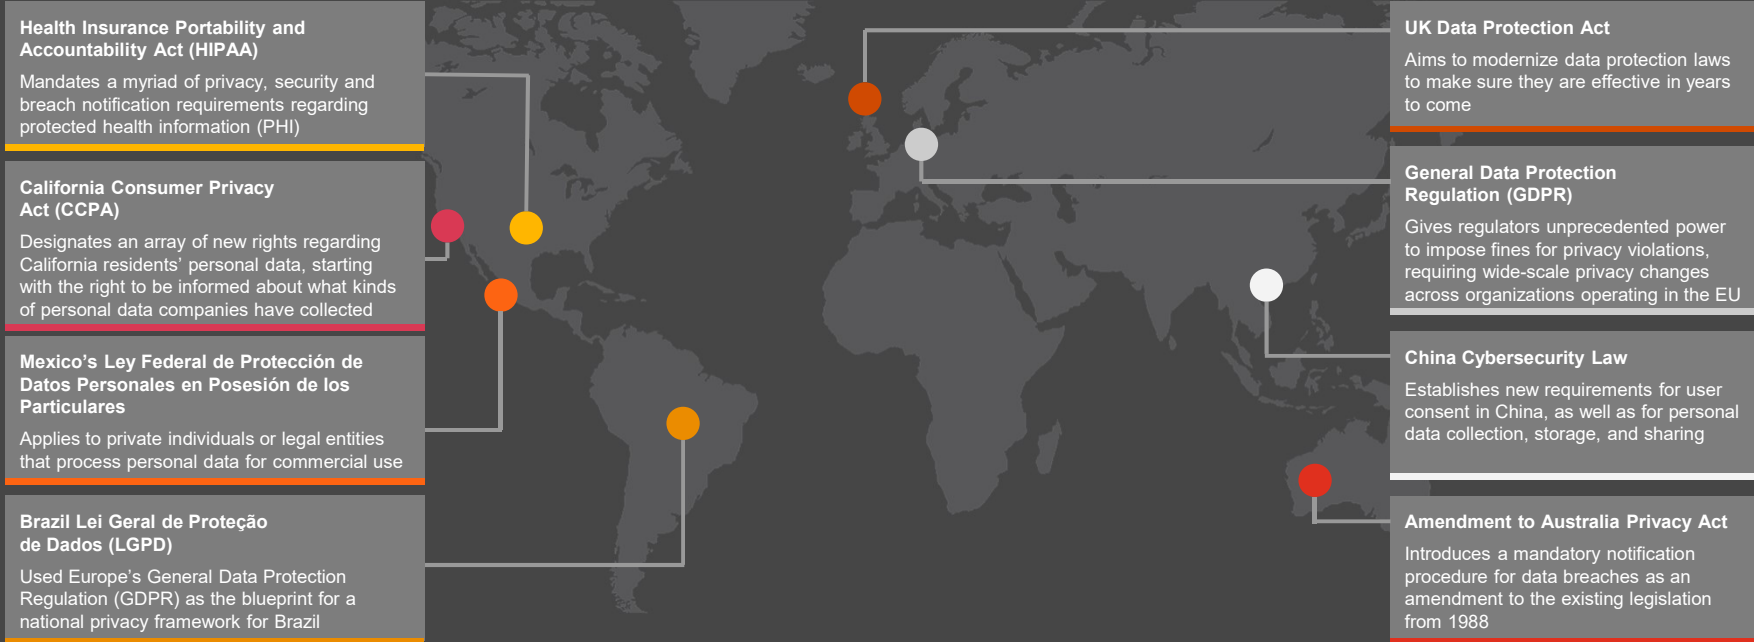 Health Insurance Portability and
Accountability Act (HIPAA)
Mandates a myriad of privacy, security and
breach notification requirements regarding
protected health information (PHI)
California Consumer Privacy
Act (CCPA)
Designates an array of new rights regarding
California residents’ personal data, starting
with the right to be informed about what kinds
of personal data companies have collected
Mexico’s Ley Federal de Protección de
Datos Personales en Posesión de los
Particulares
Applies to private individuals or legal entities
that process personal data for commercial use
Brazil Lei Geral de Proteção
de Dados (LGPD)
Used Europe’s General Data Protection
Regulation (GDPR) as the blueprint for a
national privacy framework for Brazil
UK Data Protection Act
Aims to modernize data protection laws
to make sure they are effective in years
to come
General Data Protection
Regulation (GDPR)
Gives regulators unprecedented power
to impose fines for privacy violations,
requiring wide-scale privacy changes
across organizations operating in the EU
China Cybersecurity Law
Establishes new requirements for user
consent in China, as well as for personal
data collection, storage, and sharing
Amendment to Australia Privacy Act
Introduces a mandatory notification
procedure for data breaches as an
amendment to the existing legislation
from 1988